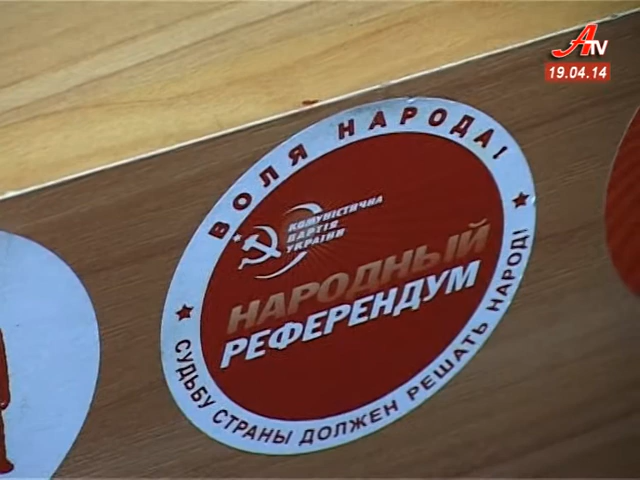 ATV
19.04.14
ВОЛЯ НАРОДА!
КОМУНІСТИЧНА
ПАРТІЯ
УКРАЇНИ
НАРОДНЫЙ
РЕФЕРЕНДУМ
СУДЬБУ СТРАНЫ ДОЛЖЕН РЕШАТЬ НАРОД!